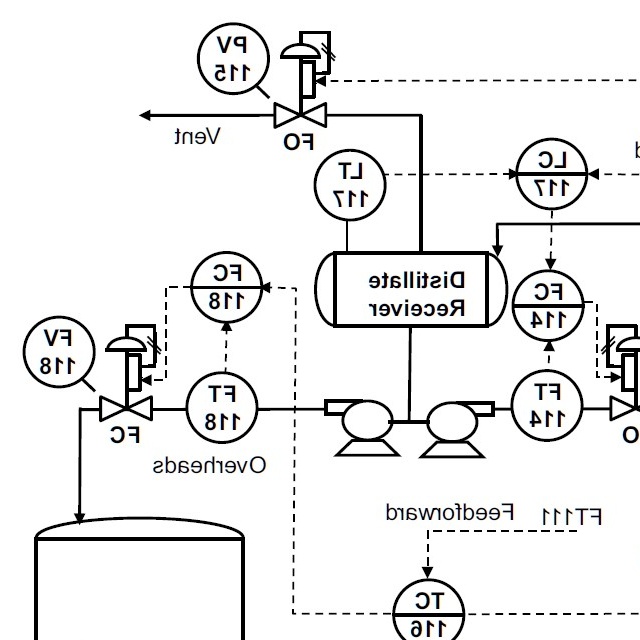 PV
115
Vent
FO
LT
117
LC
117
d
FC
118
Distillate
Receiver
FC
114
FV
118
FT
118
FT
114
FC
O
Overheads
Feedforward
FT111
TC
116